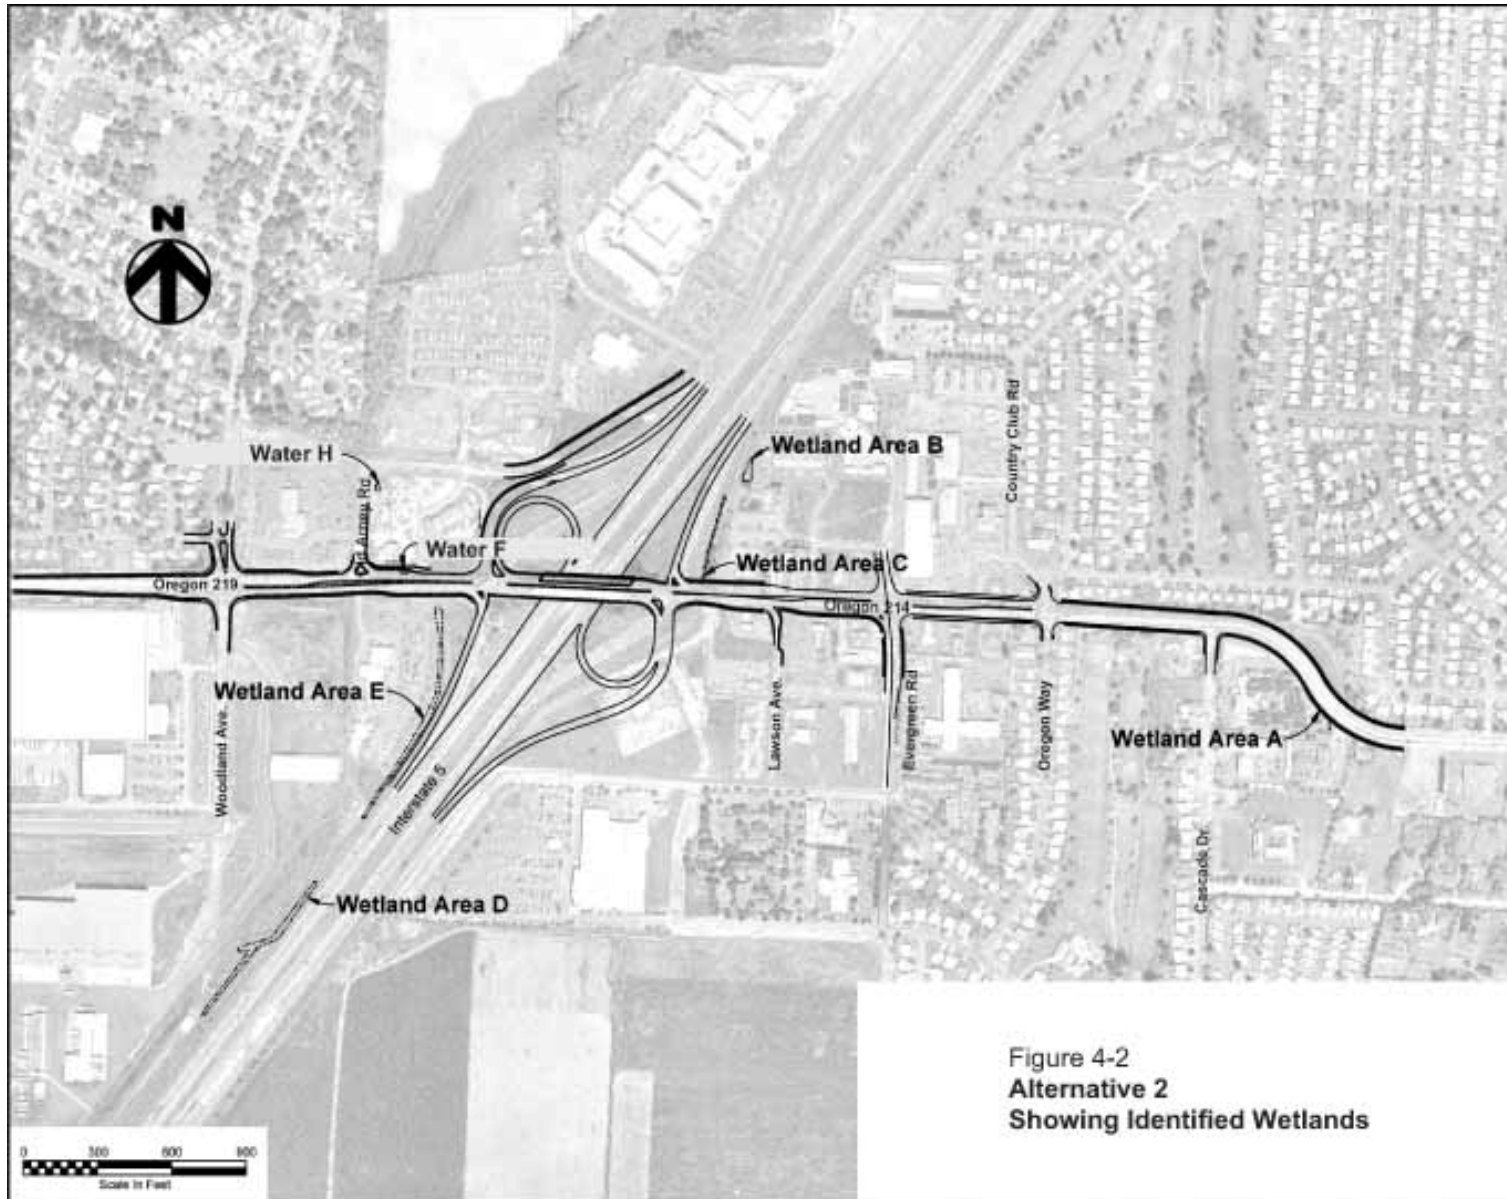 N
Country Club Rd
Wetland Area B
Water H
Arney Rd
Water F
Wetland Area C
Oregon 219
Oregon 214
Wetland Area E
Woodland Ave.
Lawson Ave.
Evergreen Rd
Oregon Way
Wetland Area A
Interstate 5
Cascade Dr.
Wetland Area D
Figure 4-2
Alternative 2
Showing Identified Wetlands
0 300 600 900
Scale In Feet